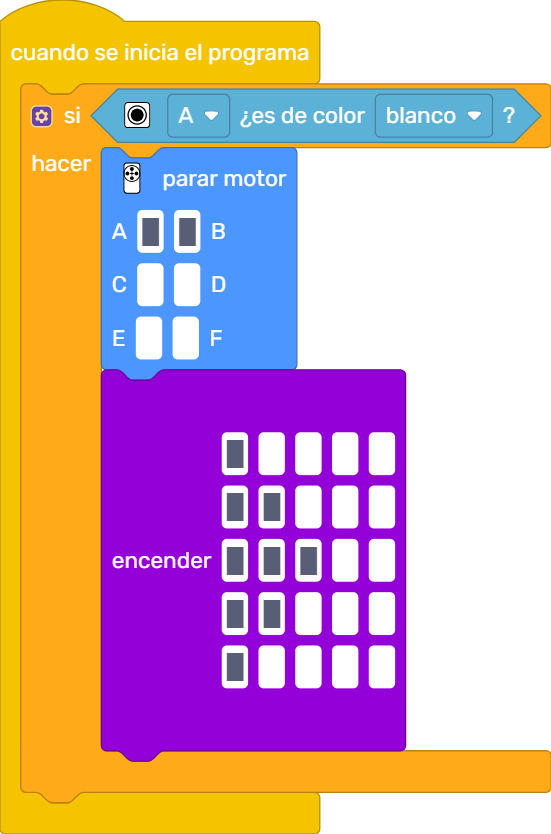 cuando se inicia el programa
si A ¿es de color blanco ?
hacer
parar motor
A B
C D
E F
encender